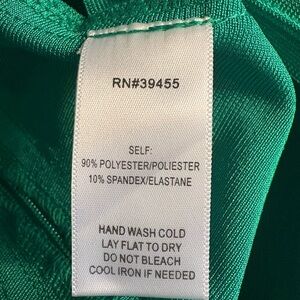 RN#39455
SELF:
90% POLYESTER/POLIESTER
10% SPANDEX/ELASTANE
HAND WASH COLD
LAY FLAT TO DRY
DO NOT BLEACH
COOL IRON IF NEEDED